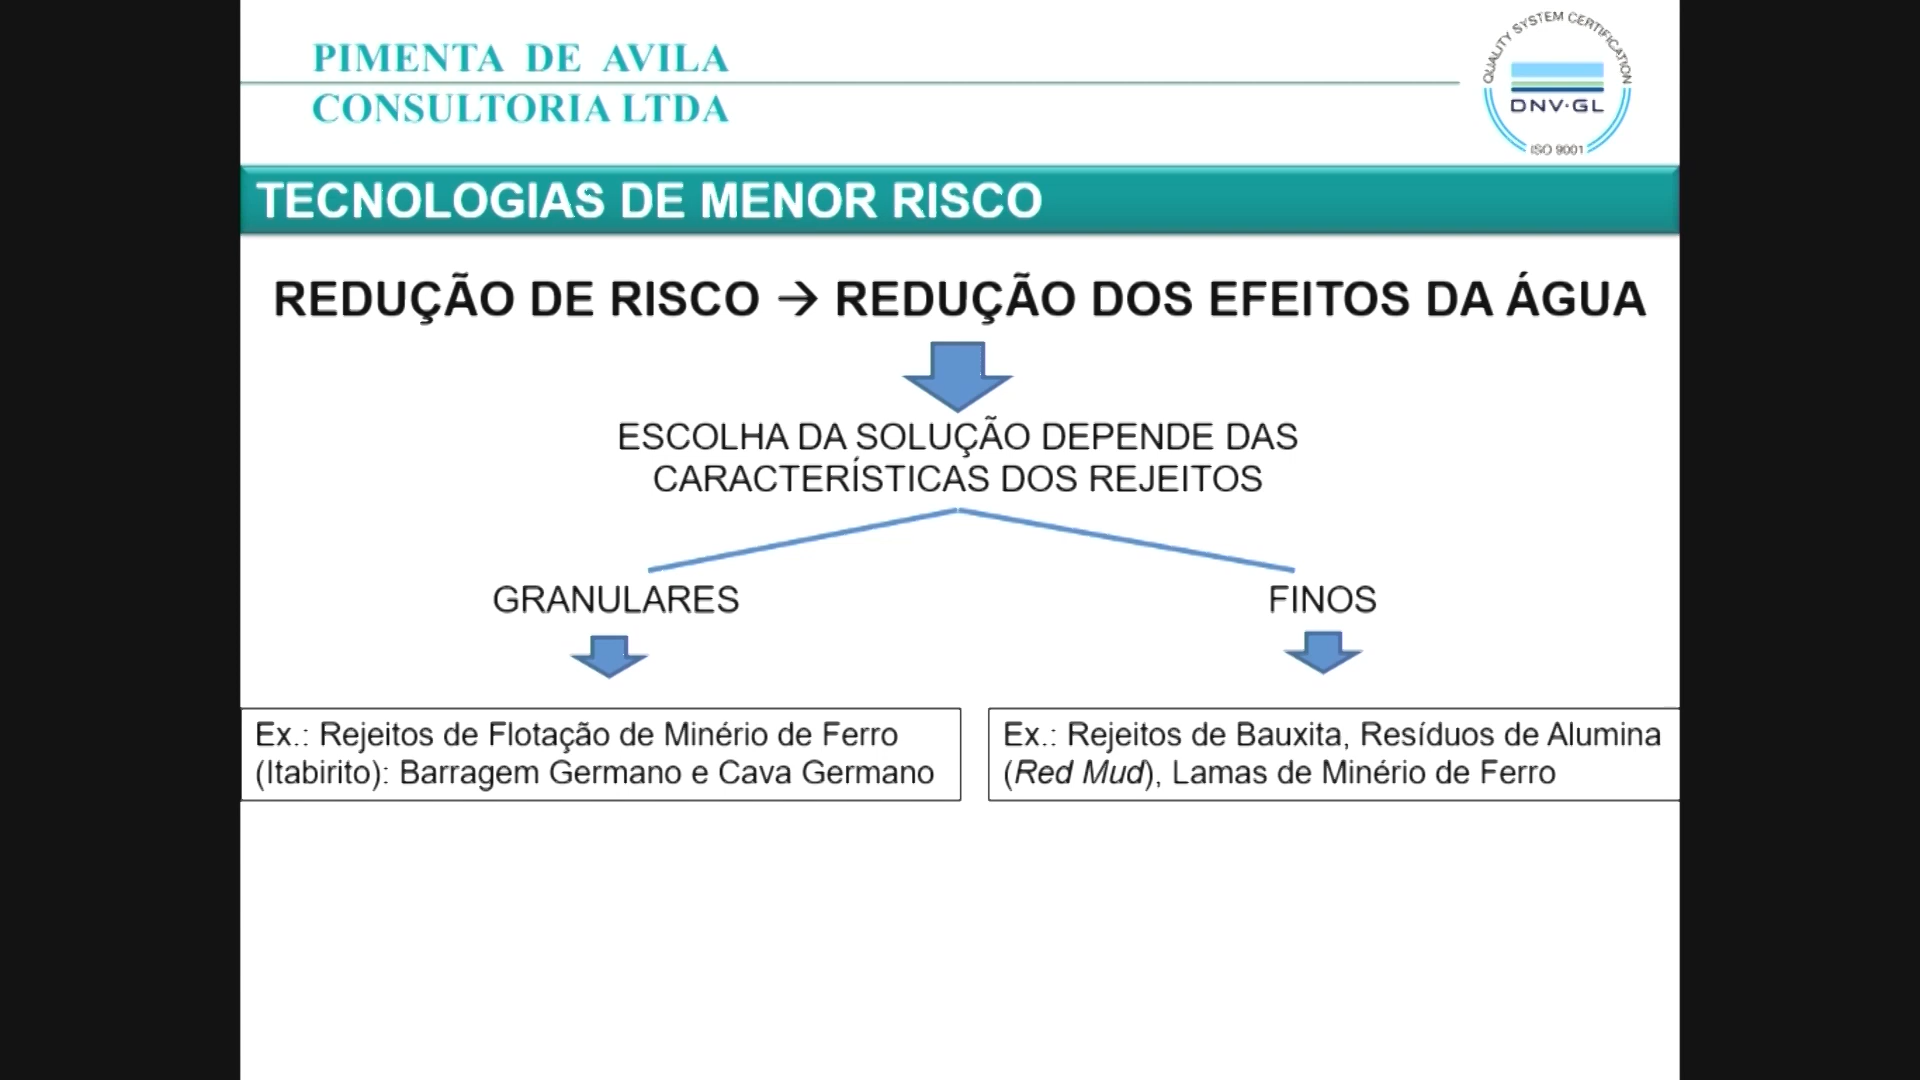 PIMENTA DE AVILA
CONSULTORIA LTDA
QUALITY SYSTEM CERTIFICATION
DNV·GL
ISO 9001
TECNOLOGIAS DE MENOR RISCO
REDUÇÃO DE RISCO → REDUÇÃO DOS EFEITOS DA ÁGUA
ESCOLHA DA SOLUÇÃO DEPENDE DAS
CARACTERÍSTICAS DOS REJEITOS
GRANULARES
FINOS
Ex.: Rejeitos de Flotação de Minério de Ferro
(Itabirito): Barragem Germano e Cava Germano
Ex.: Rejeitos de Bauxita, Resíduos de Alumina
(Red Mud), Lamas de Minério de Ferro